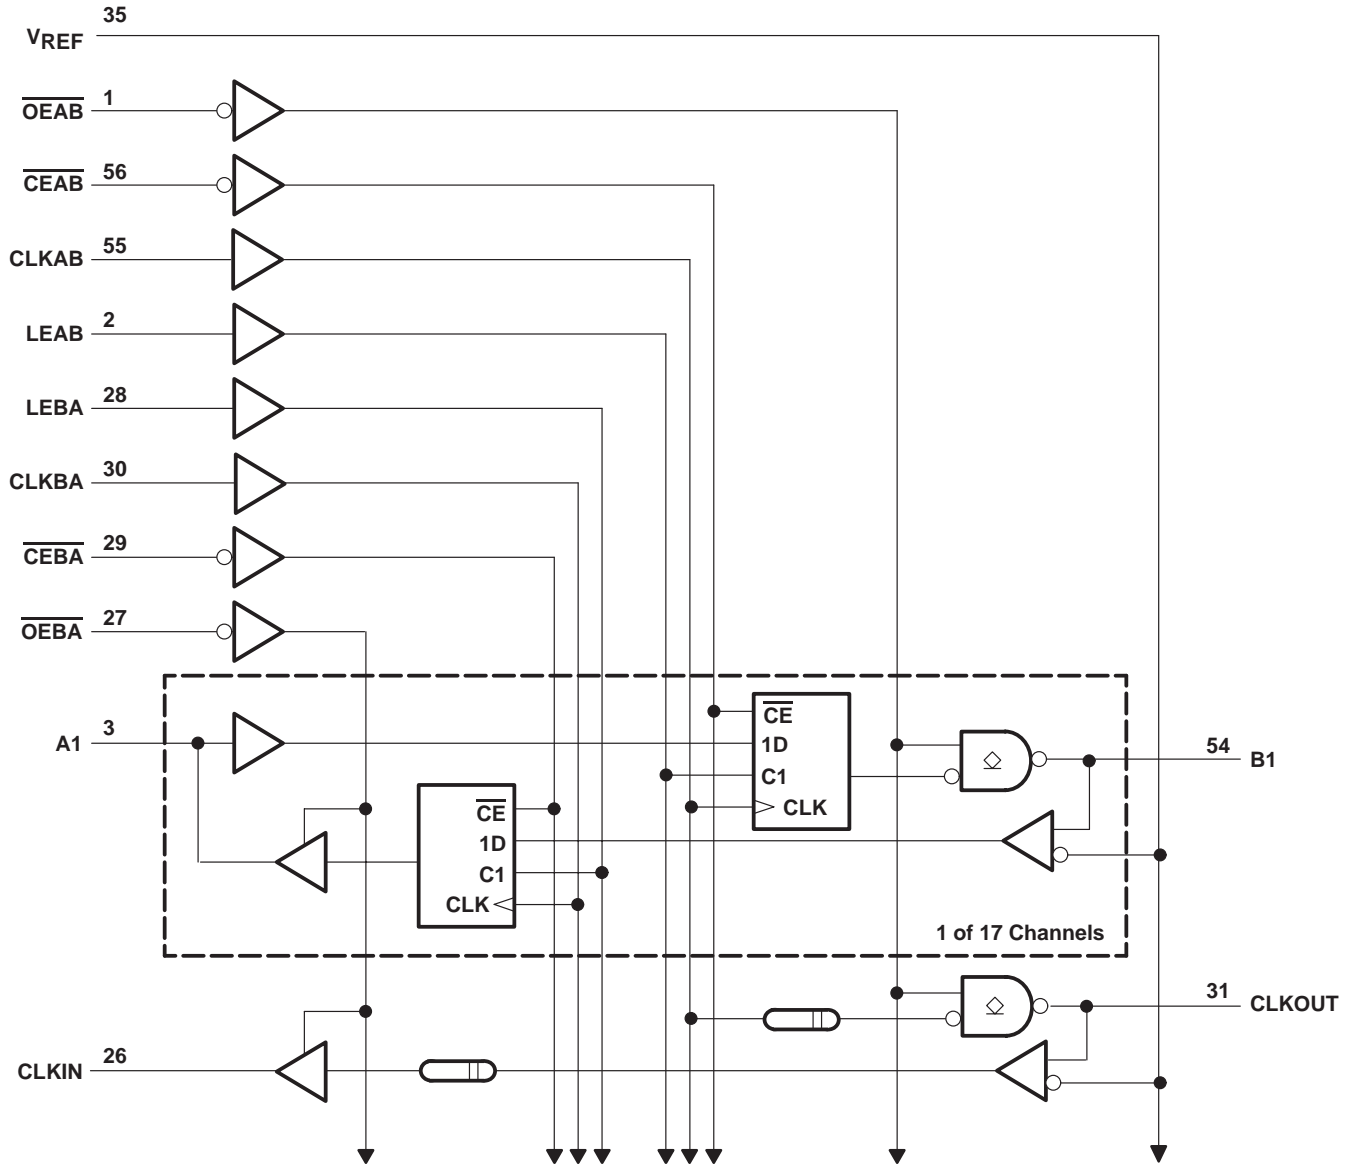 35
VREF
1
OEAB
56
CEAB
55
CLKAB
2
LEAB
28
LEBA
30
CLKBA
29
CEBA
27
OEBA
3
A1
CE
1D
C1
CLK
54
B1
CE
1D
C1
CLK
1 of 17 Channels
31
CLKOUT
26
CLKIN